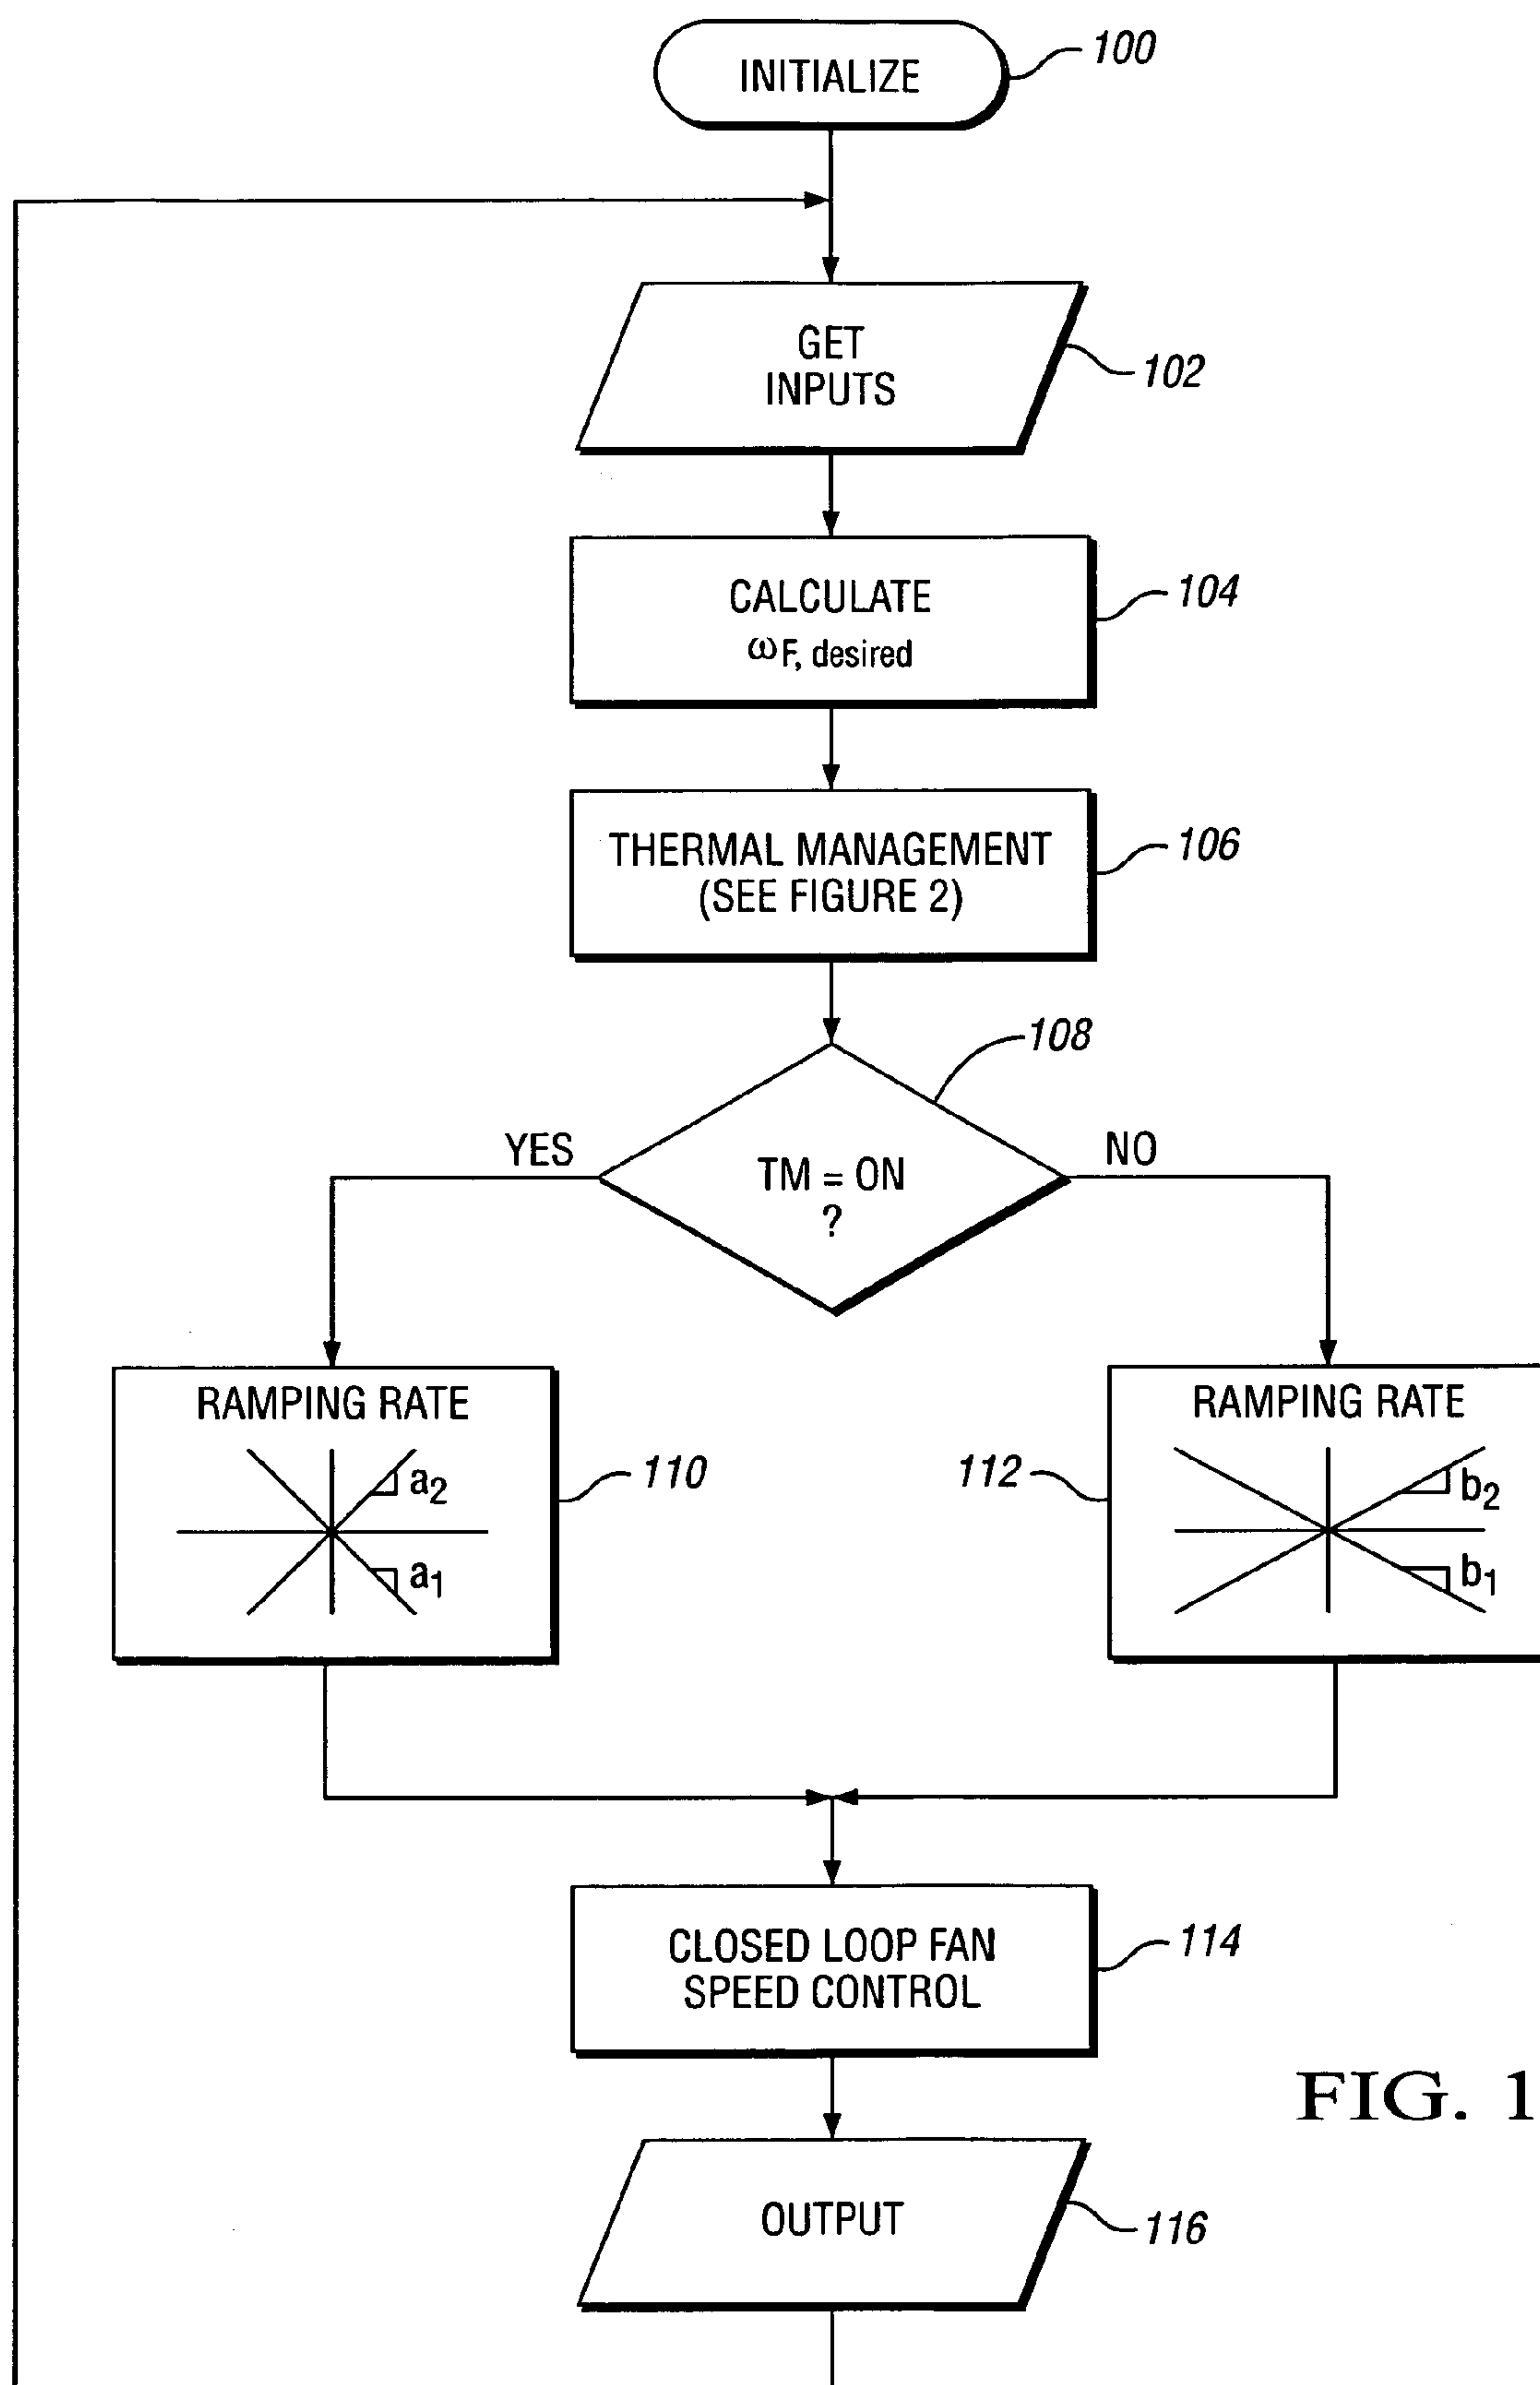 INITIALIZE
100
GET
INPUTS
102
CALCULATE
ωF, desired
104
THERMAL MANAGEMENT
(SEE FIGURE 2)
106
108
YES
TM = ON
?
NO
RAMPING RATE
a2
a1
110
RAMPING RATE
b2
b1
112
CLOSED LOOP FAN
SPEED CONTROL
114
FIG. 1
OUTPUT
116